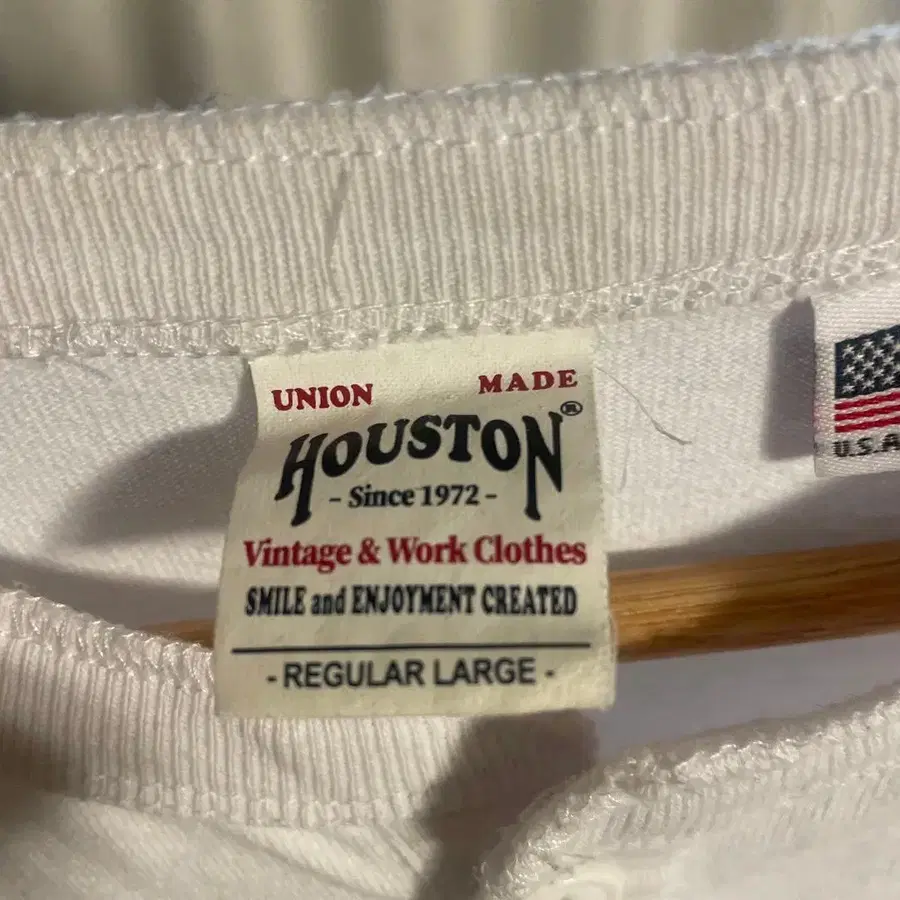 UNION MADE
HOUSTON®
- Since 1972 -
Vintage & Work Clothes
SMILE and ENJOYMENT CREATED
- REGULAR LARGE -
U.S.A